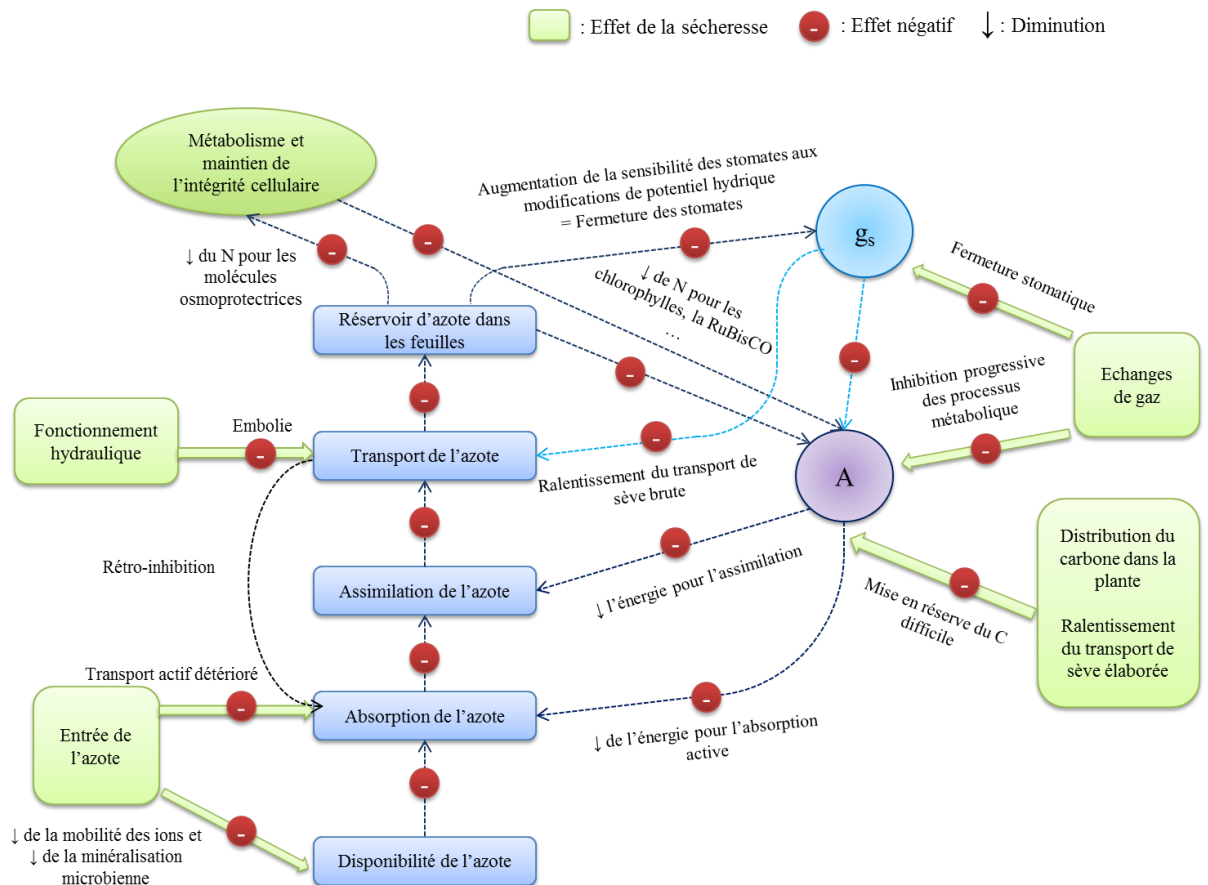 : Effet de la sécheresse
- : Effet négatif
↓ : Diminution
Métabolisme et
maintien de
l'intégrité cellulaire
Augmentation de la sensibilité des stomates aux
modifications de potentiel hydrique
= Fermeture des stomates
-
-
-
↓ du N pour les
molécules
osmoprotectrices
gs
Fermeture stomatique
-
↓ de N pour les
chlorophylles, la RuBisCO
…
Réservoir d'azote dans
les feuilles
-
-
Echanges
de gaz
Inhibition progressive
des processus
métabolique
-
-
Fonctionnement
hydraulique
Embolie
-
Transport de l'azote
-
Ralentissement du transport de
sève brute
A
-
Rétro-inhibition
-
Assimilation de l'azote
↓ l'énergie pour l'assimilation
-
Mise en réserve du C
difficile
Distribution du
carbone dans la
plante
Ralentissement
du transport de
sève élaborée
-
Transport actif détérioré
-
Entrée de
l'azote
Absorption de l'azote
-
↓ de l'énergie pour l'absorption
active
-
-
↓ de la mobilité des ions et
↓ de la minéralisation
microbienne
Disponibilité de l'azote